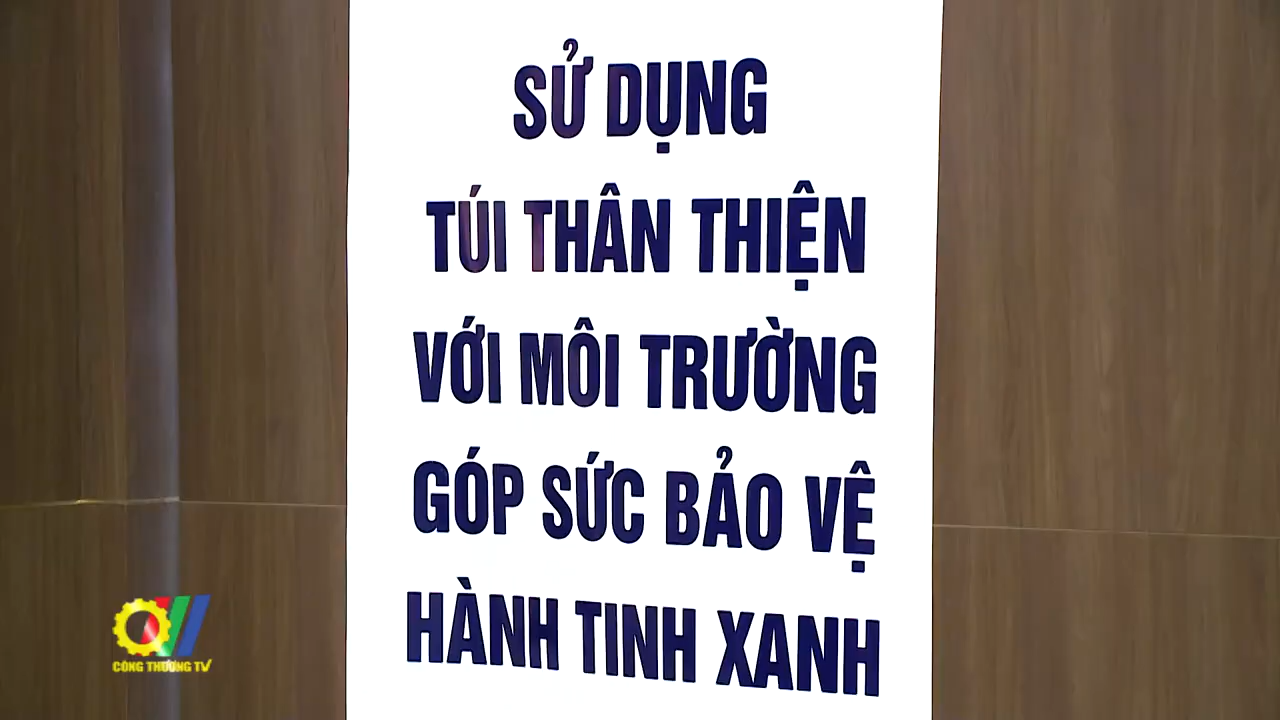 SỬ DỤNG
TÚI THÂN THIỆN
VỚI MÔI TRƯỜNG
GÓP SỨC BẢO VỆ
HÀNH TINH XANH
CÔNG THƯƠNG TV